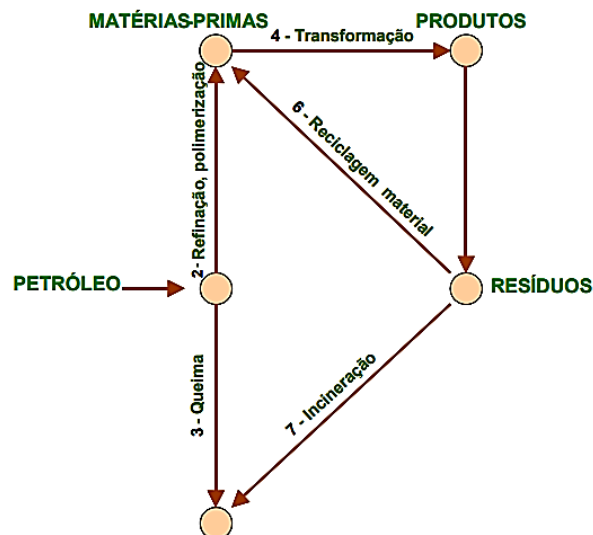 MATÉRIAS-PRIMAS
PRODUTOS
4 - Transformação
2- Refinação, polimerização
6 - Reciclagem material
PETRÓLEO
RESÍDUOS
3 - Queima
7 - Incineração